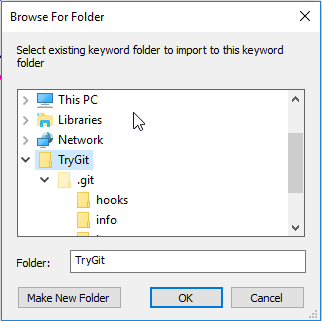 Browse For Folder
Select existing keyword folder to import to this keyword
folder
This PC
Libraries
Network
TryGit
.git
hooks
info
Folder: TryGit
Make New Folder OK Cancel